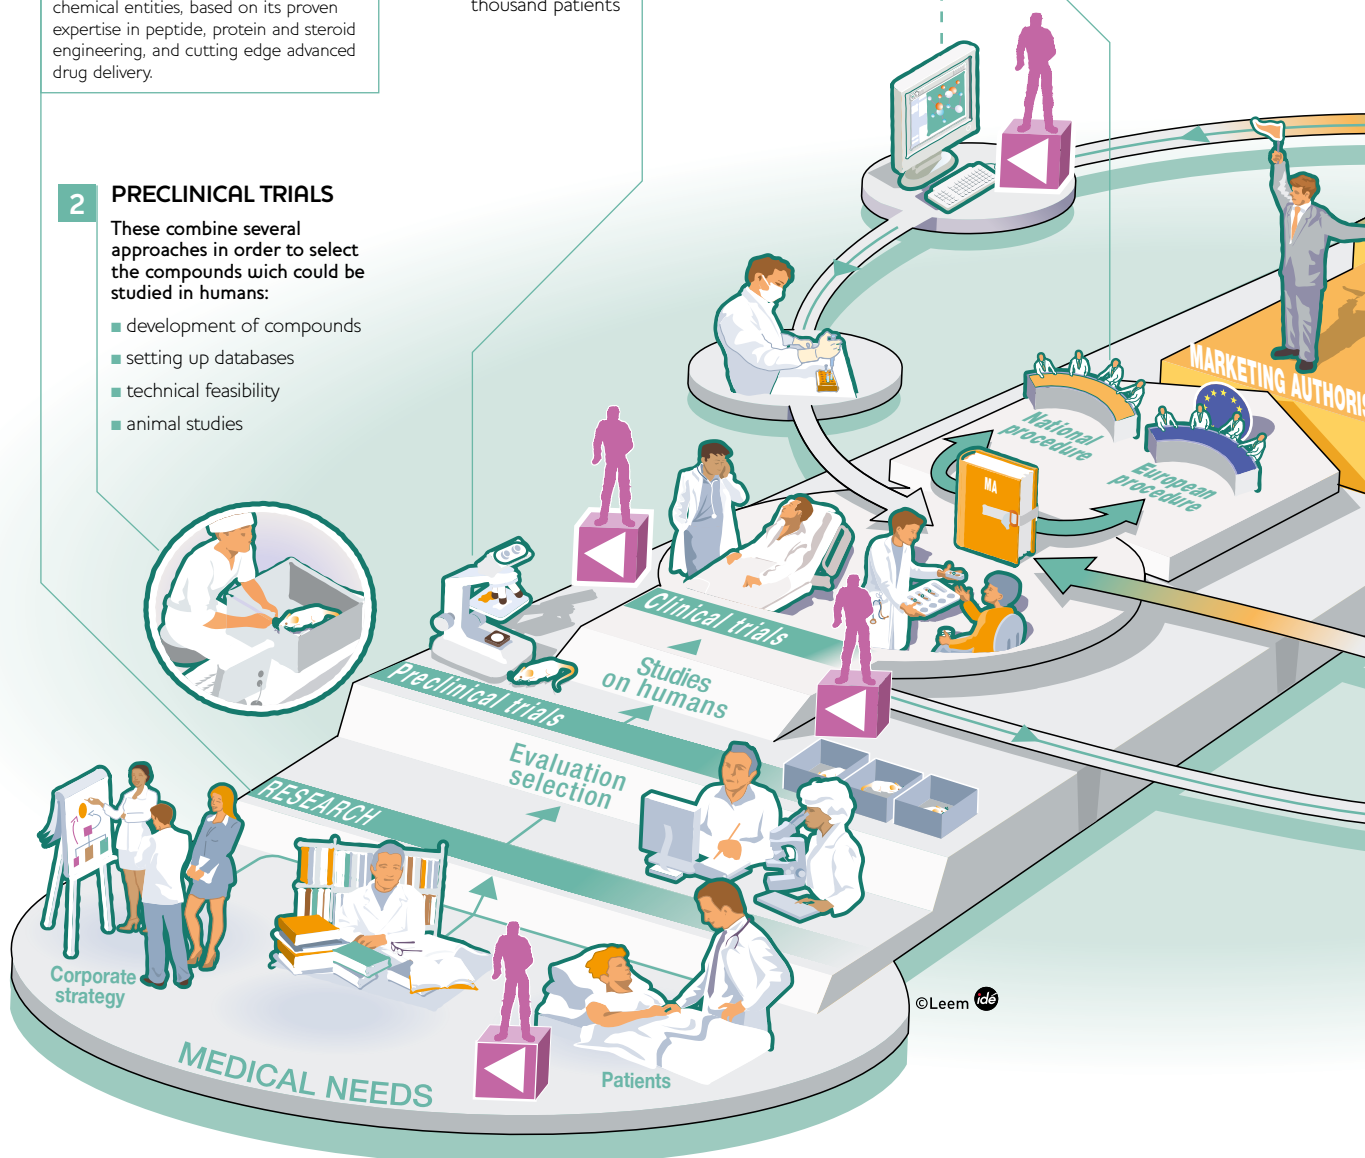 chemical entities, based on its proven
expertise in peptide, protein and steroid
engineering, and cutting edge advanced
drug delivery.
thousand patients
2
PRECLINICAL TRIALS
These combine several
approaches in order to select
the compounds wich could be
studied in humans:
development of compounds
setting up databases
technical feasibility
animal studies
MARKETING AUTHORIS
National
procedure
European
procedure
MA
Clinical trials
Studies
on humans
Preclinical trials
Evaluation
selection
RESEARCH
Corporate
strategy
MEDICAL NEEDS
Patients
©Leem idé